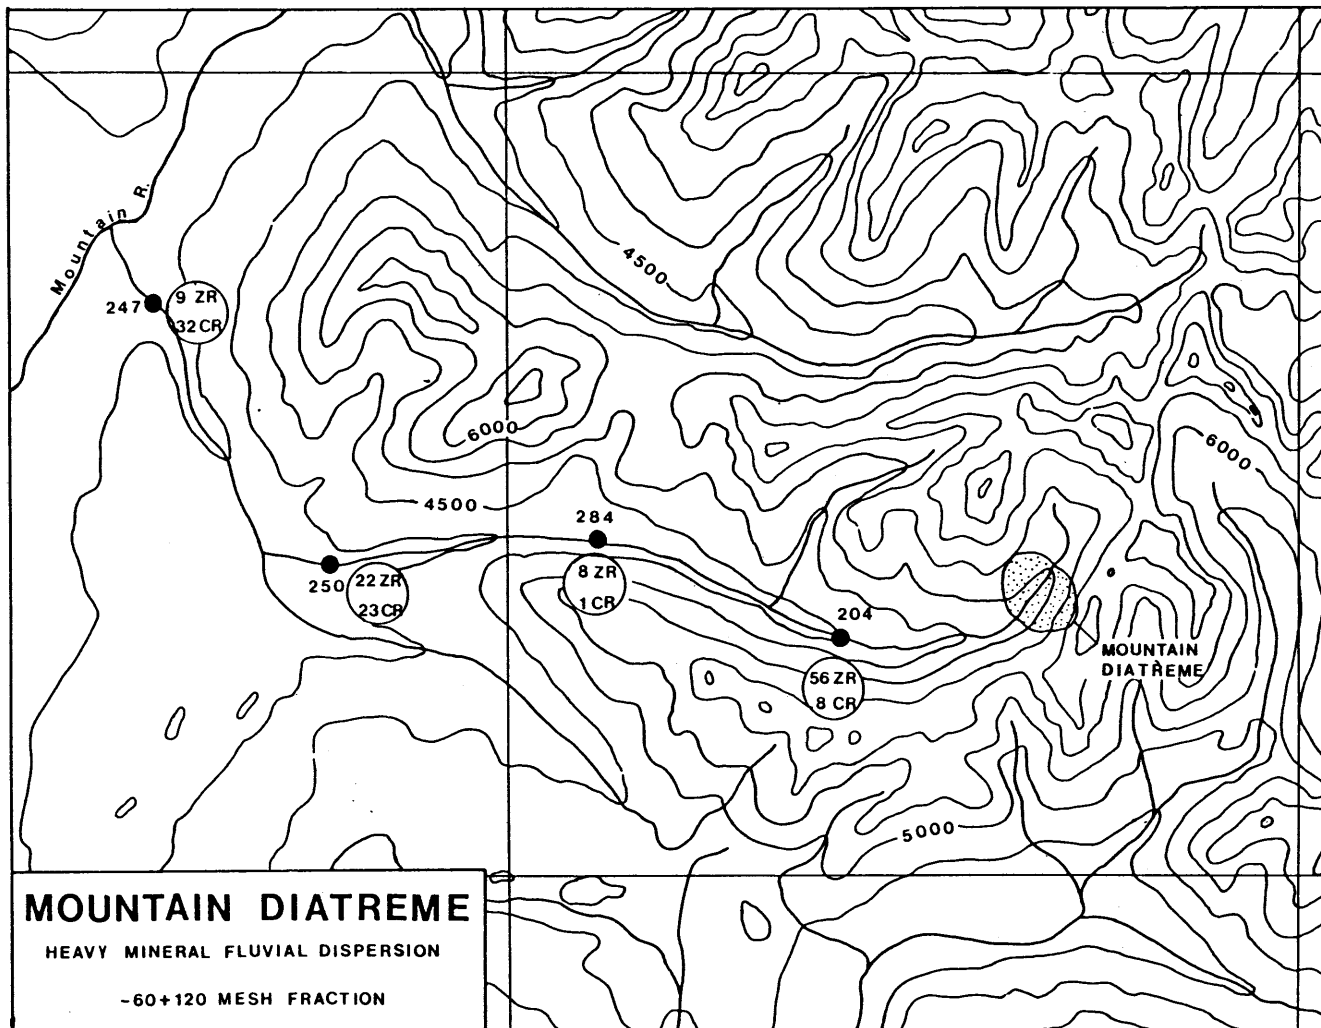 Mountain R.
4500
247
9 ZR
32 CR
6000
6000
4500
284
250
22 ZR
23 CR
8 ZR
1 CR
204
MOUNTAIN
DIATREME
56 ZR
8 CR
5000
MOUNTAIN DIATREME
HEAVY MINERAL FLUVIAL DISPERSION
-60+120 MESH FRACTION